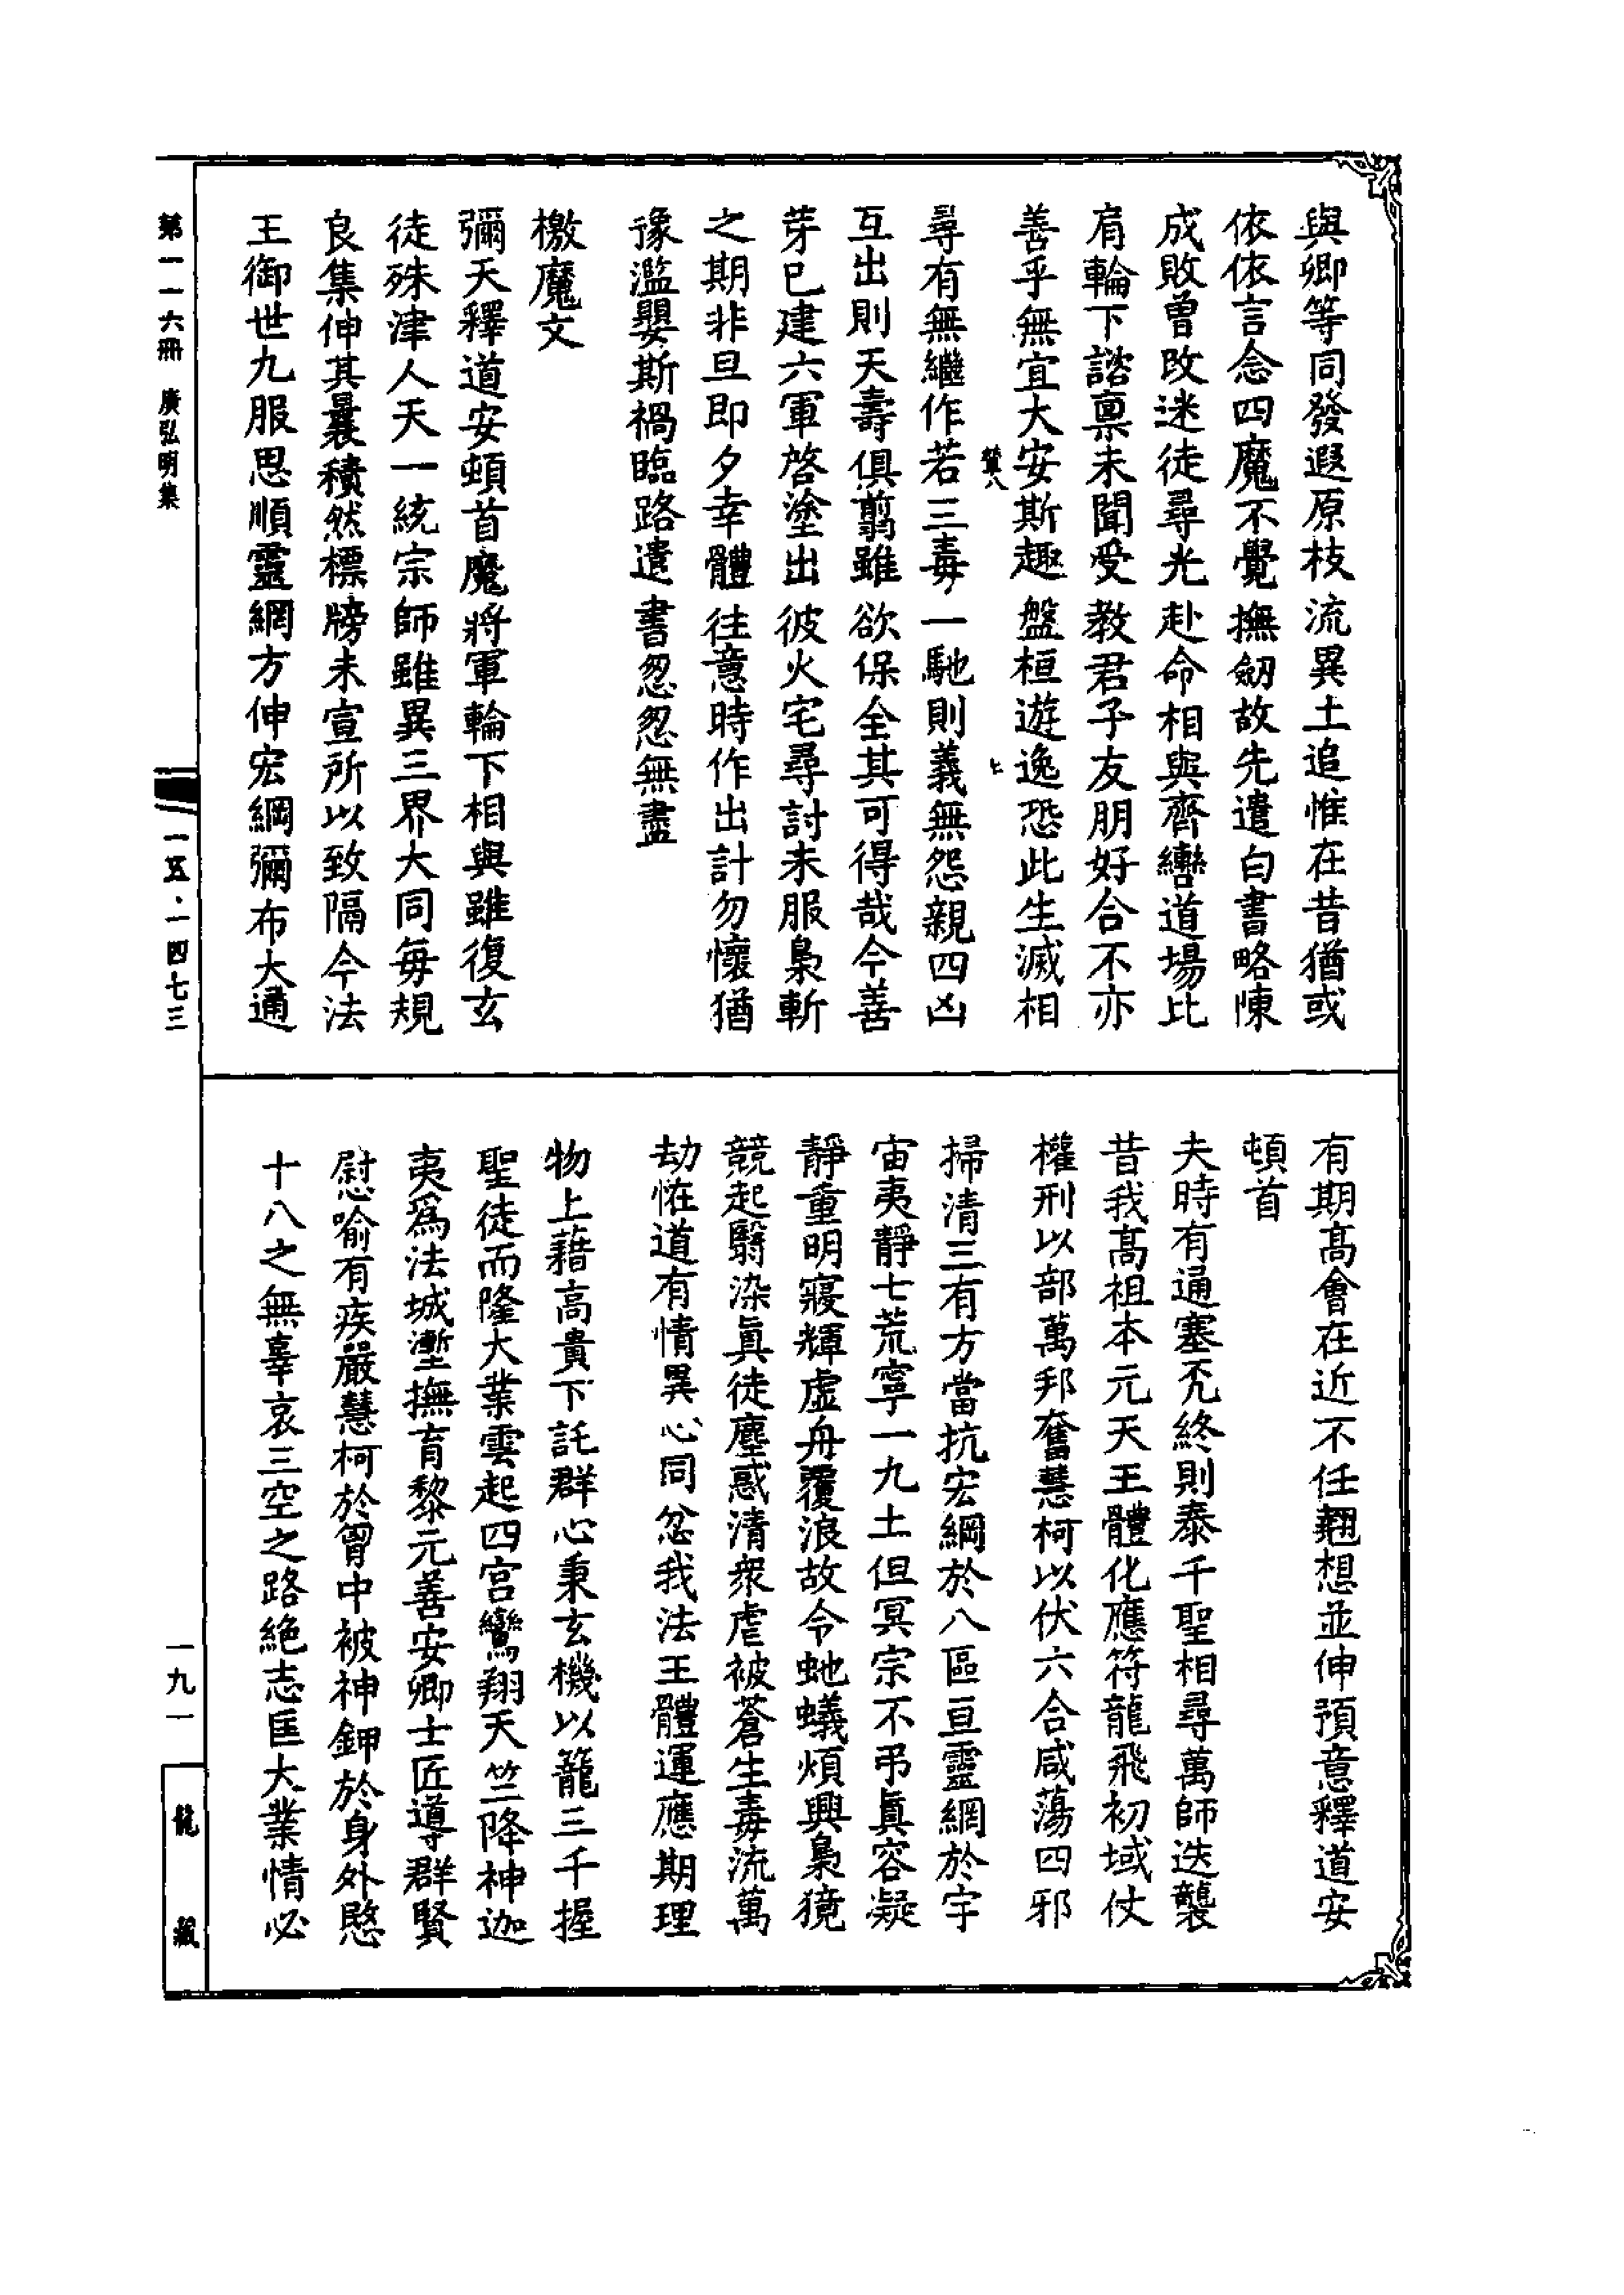 與卿等同發遐原枝流異土追惟在昔猶或
依依言念四魔不覺撫劒故先遣白書略悚
成敗曾改迷徒尋光赴命相與齊轡道場比
肩輪下諮禀未聞受教君子友朋好合不亦
善乎無宜大安斯趣盤桓遊逸恐此生滅相
尋有無繼作若三毒一馳則義無怨親四凶
互出則天壽俱翦雖欲保全其可得哉今善
芽已建六軍啓塗出彼火宅尋討未服梟斬
之期非旦即夕幸體往意時作出計勿懷猶
豫濫嬰斯禍臨路遣書忽忽無盡
檄魔文
彌天釋道安頓首魔將軍輪下相與雖復玄
徒殊津人天一統宗師雖異三界大同每規
良集伸其曩積然標牓未宣所以致隔今法
王御世九服思順靈網方伸宏綱彌布大通
有期高會在近不任翹想並伸預意釋道安
頓首
夫時有通塞否終則泰千聖相尋萬師迭襲
昔我高祖本元天王體化應符龍飛初域仗
權刑以部萬邦奮慧柯以伏六合咸蕩四邪
掃清三有方當抗宏綱於八區亘靈網於宇
宙夷靜七荒寧一九土但冥宗不弔眞容凝
靜重明寢輝虛舟覆浪故令虵蟻煩興梟獍
競起翳染眞徒塵惑清衆虐被蒼生毒流萬
劫恠道有情異心同忿我法王體運應期理
物上藉高貴下託群心秉玄機以籠三千握
聖徒而隆大業雲起四宮鸞翔天竺降神迦
夷爲法城壍撫育黎元善安卿士匠導群賢
慰喻有疾嚴慧柯於胷中被神鉀於身外愍
十八之無辜哀三空之路絶志匡大業情必
第一一六冊　廣弘明集
一五·一四七三
一九一
龍藏